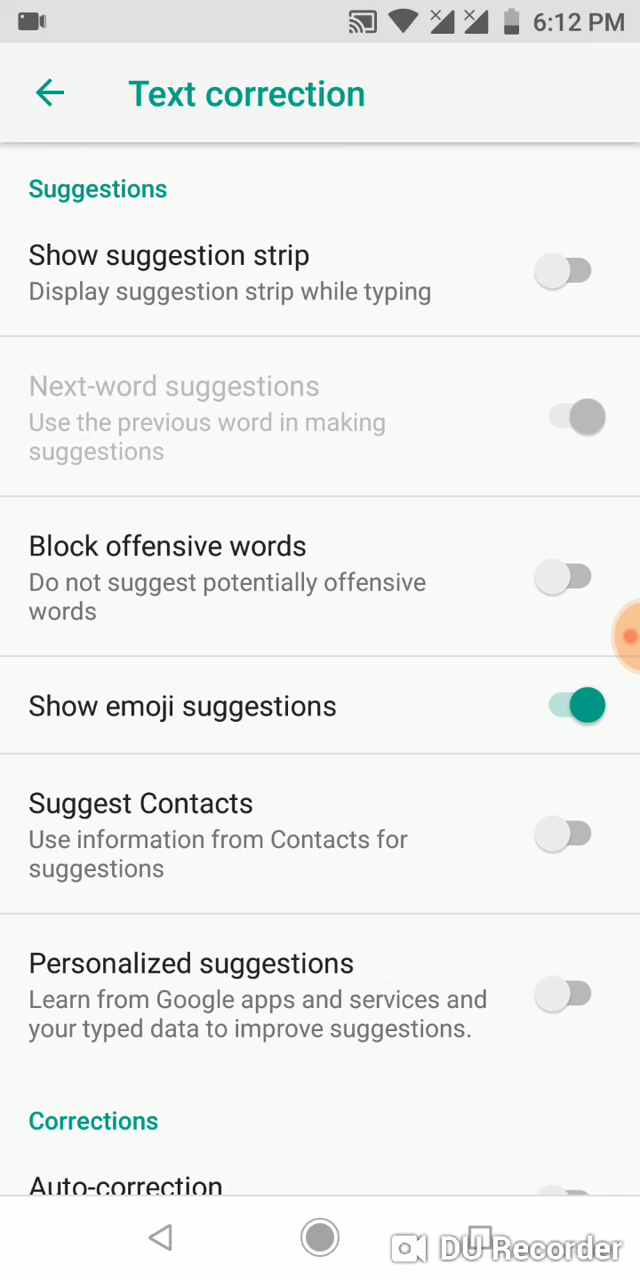 6:12 PM
Text correction
Suggestions
Show suggestion strip
Display suggestion strip while typing
Next-word suggestions
Use the previous word in making
suggestions
Block offensive words
Do not suggest potentially offensive
words
Show emoji suggestions
Suggest Contacts
Use information from Contacts for
suggestions
Personalized suggestions
Learn from Google apps and services and
your typed data to improve suggestions.
Corrections
Auto-correction
DU Recorder